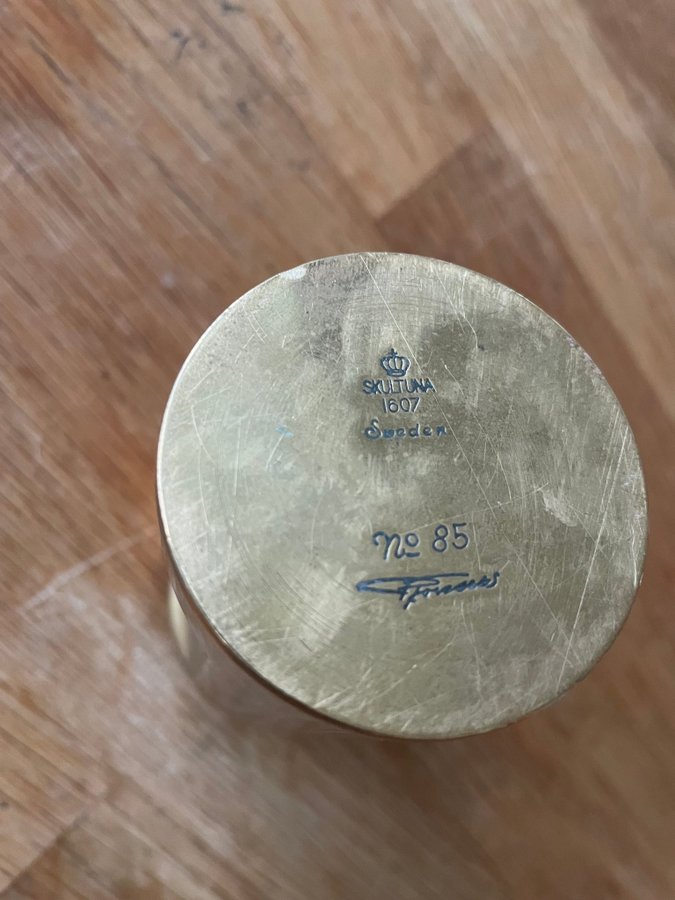 SKULTUNA
1607
Sweden
No 85